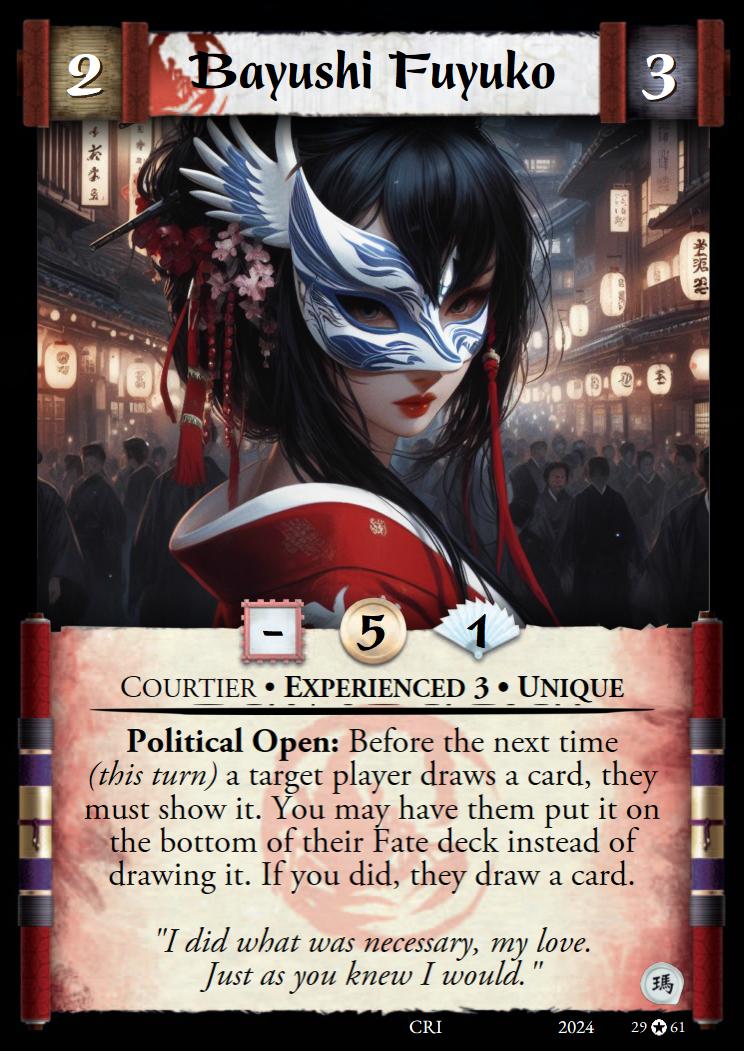 2
Bayushi Fuyuko
3
-
5
1
Courtier • Experienced 3 • Unique
Political Open: Before the next time
(this turn) a target player draws a card, they
must show it. You may have them put it on
the bottom of their Fate deck instead of
drawing it. If you did, they draw a card.
"I did what was necessary, my love.
Just as you knew I would."
瑪
CRI
2024
29 61